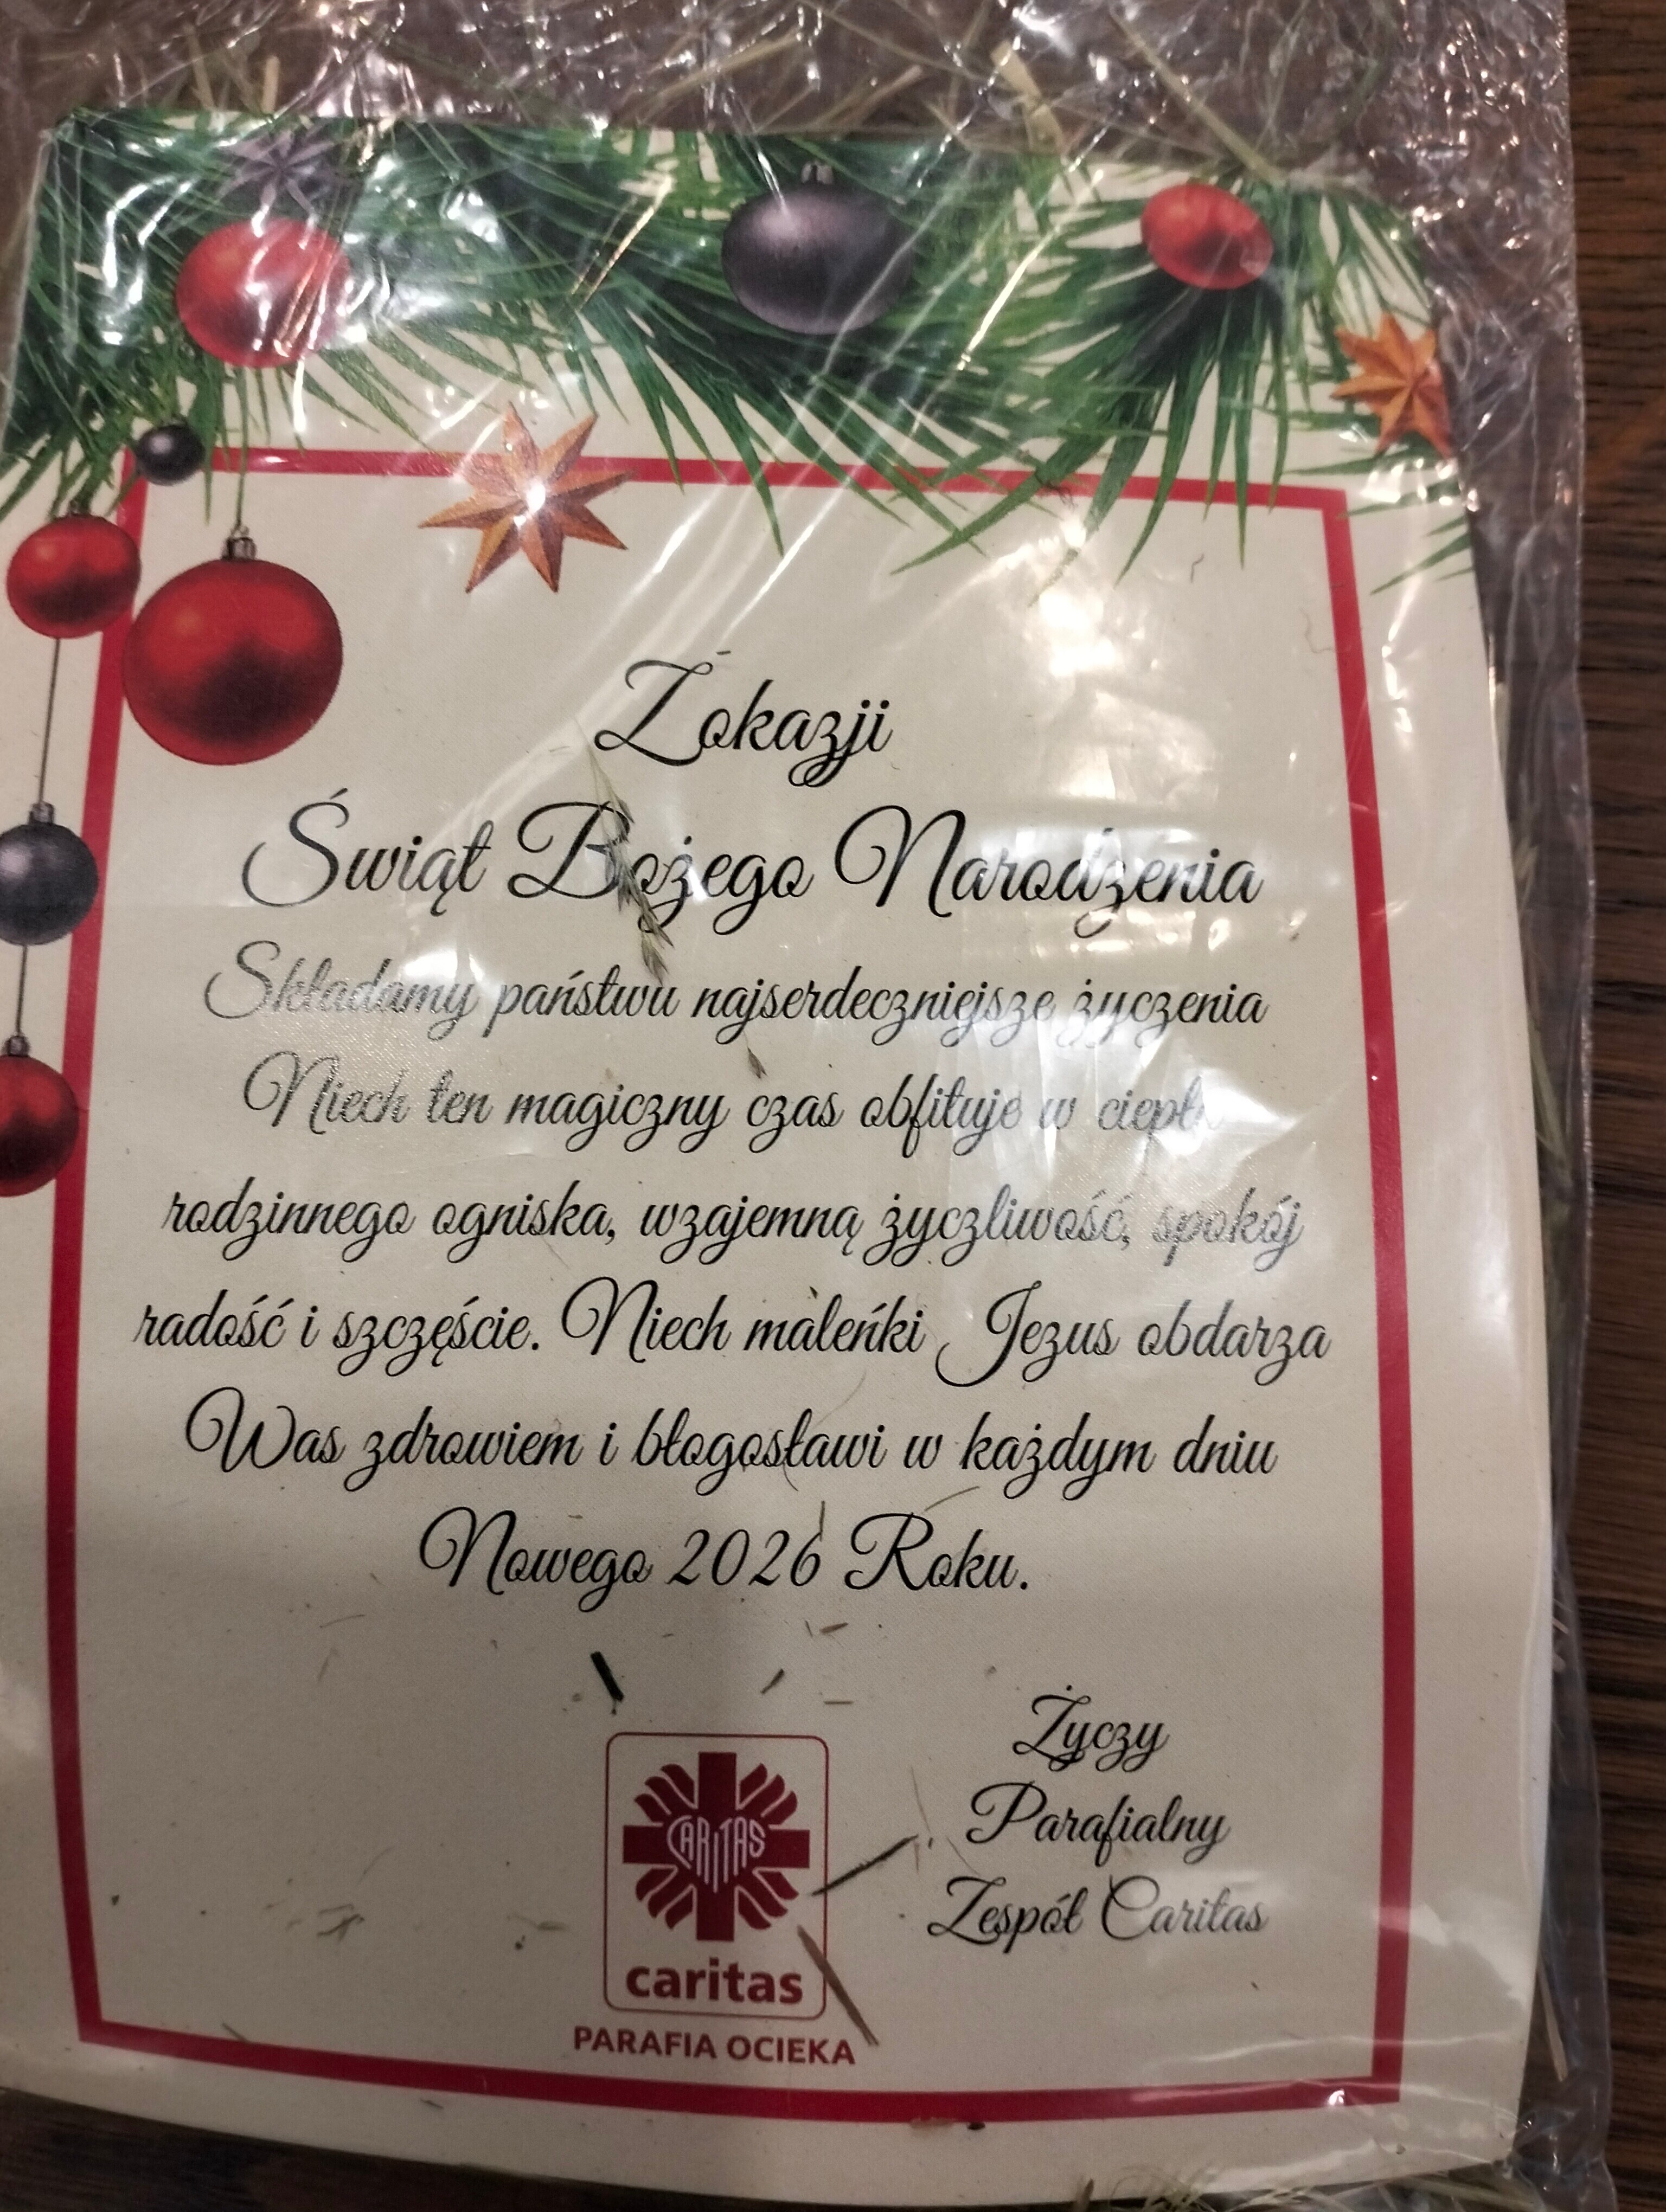 Z okazji
Świąt Bożego Narodzenia
Składamy państwu najserdeczniejsze życzenia
Niech ten magiczny czas obfituje w
rodzinnego ogniska, wzajemną życzliwość, spokój
radość i szczęście. Niech maleńki Jezus obdarza
Was zdrowiem i błogosławi w każdym dniu
Nowego 2026 Roku.
Życzy
Parafialny
Zespół Caritas
CARITAS
caritas
PARAFIA OCIEKA